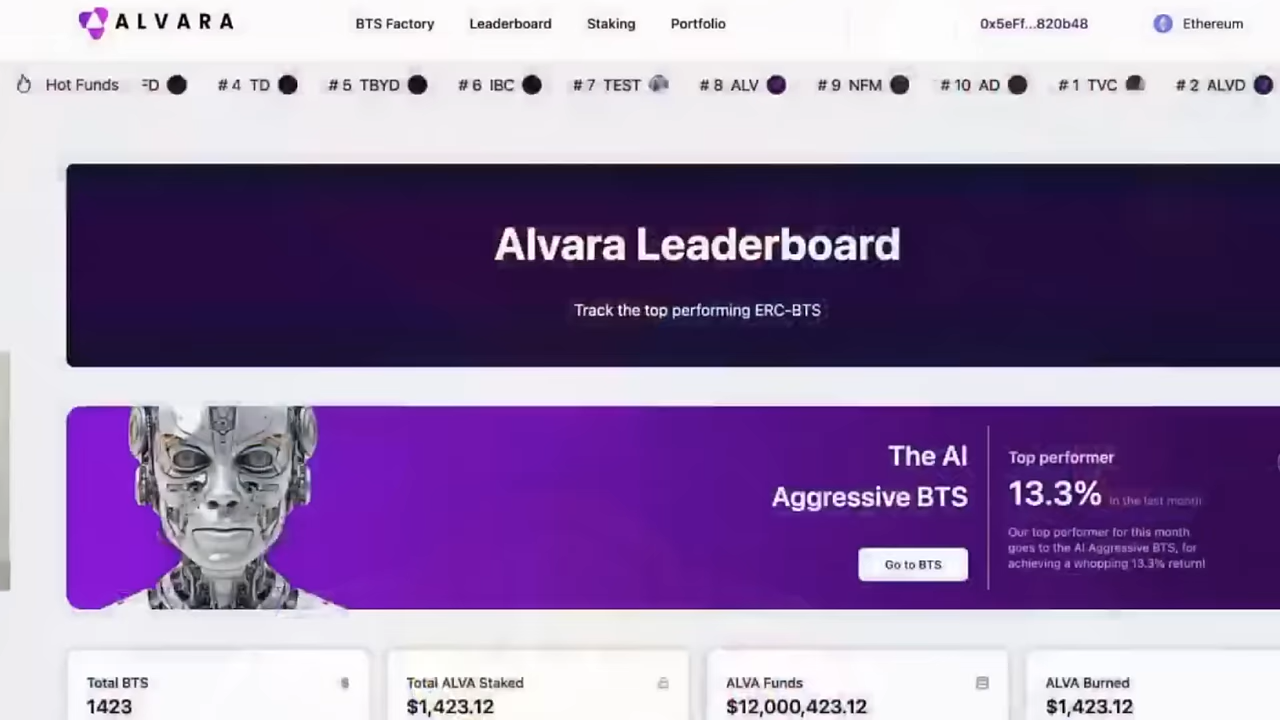 ALVARA BTS Factory Leaderboard Staking Portfolio 0x5eFf...820b48 Ethereum
Hot Funds #4 TD #5 TBYD #6 IBC #7 TEST #8 ALV #9 NFM #10 AD #1 TVC #2 ALVD
Alvara Leaderboard
Track the top performing ERC-BTS
The AI
Aggressive BTS
Go to BTS
Top performer
13.3% in the last month
Our top performer for this month
goes to the AI Aggressive BTS, for
achieving a whopping 13.3% return!
Total BTS
1423
Total ALVA Staked
$1,423.12
ALVA Funds
$12,000,423.12
ALVA Burned
$1,423.12